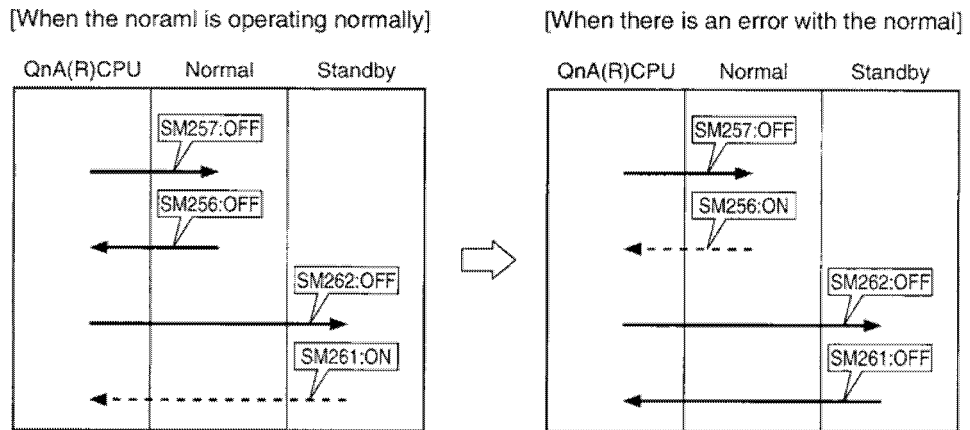 [When the noraml is operating normally]
QnA(R)CPU Normal Standby
SM257:OFF
SM256:OFF
SM262:OFF
SM261:ON
[When there is an error with the normal]
QnA(R)CPU Normal Standby
SM257:OFF
SM256:ON
SM262:OFF
SM261:OFF